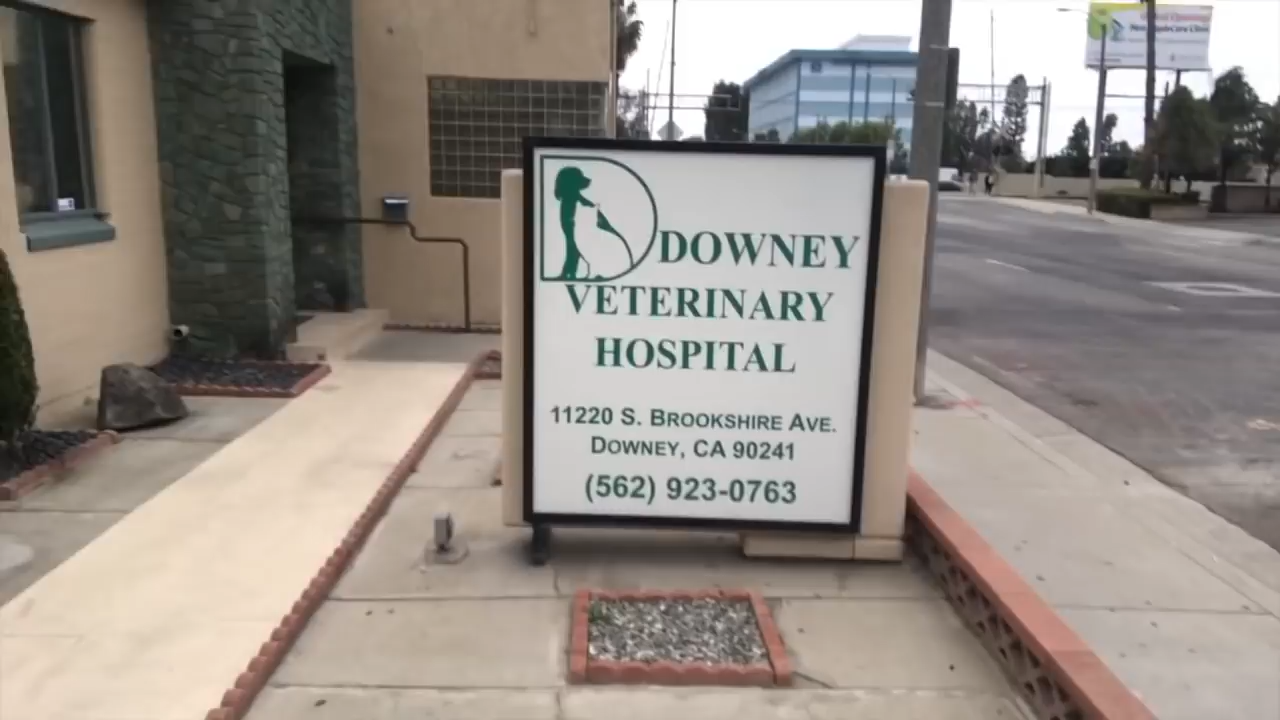 DOWNEY
VETERINARY
HOSPITAL
11220 S. BROOKSHIRE AVE.
DOWNEY, CA 90241
(562) 923-0763